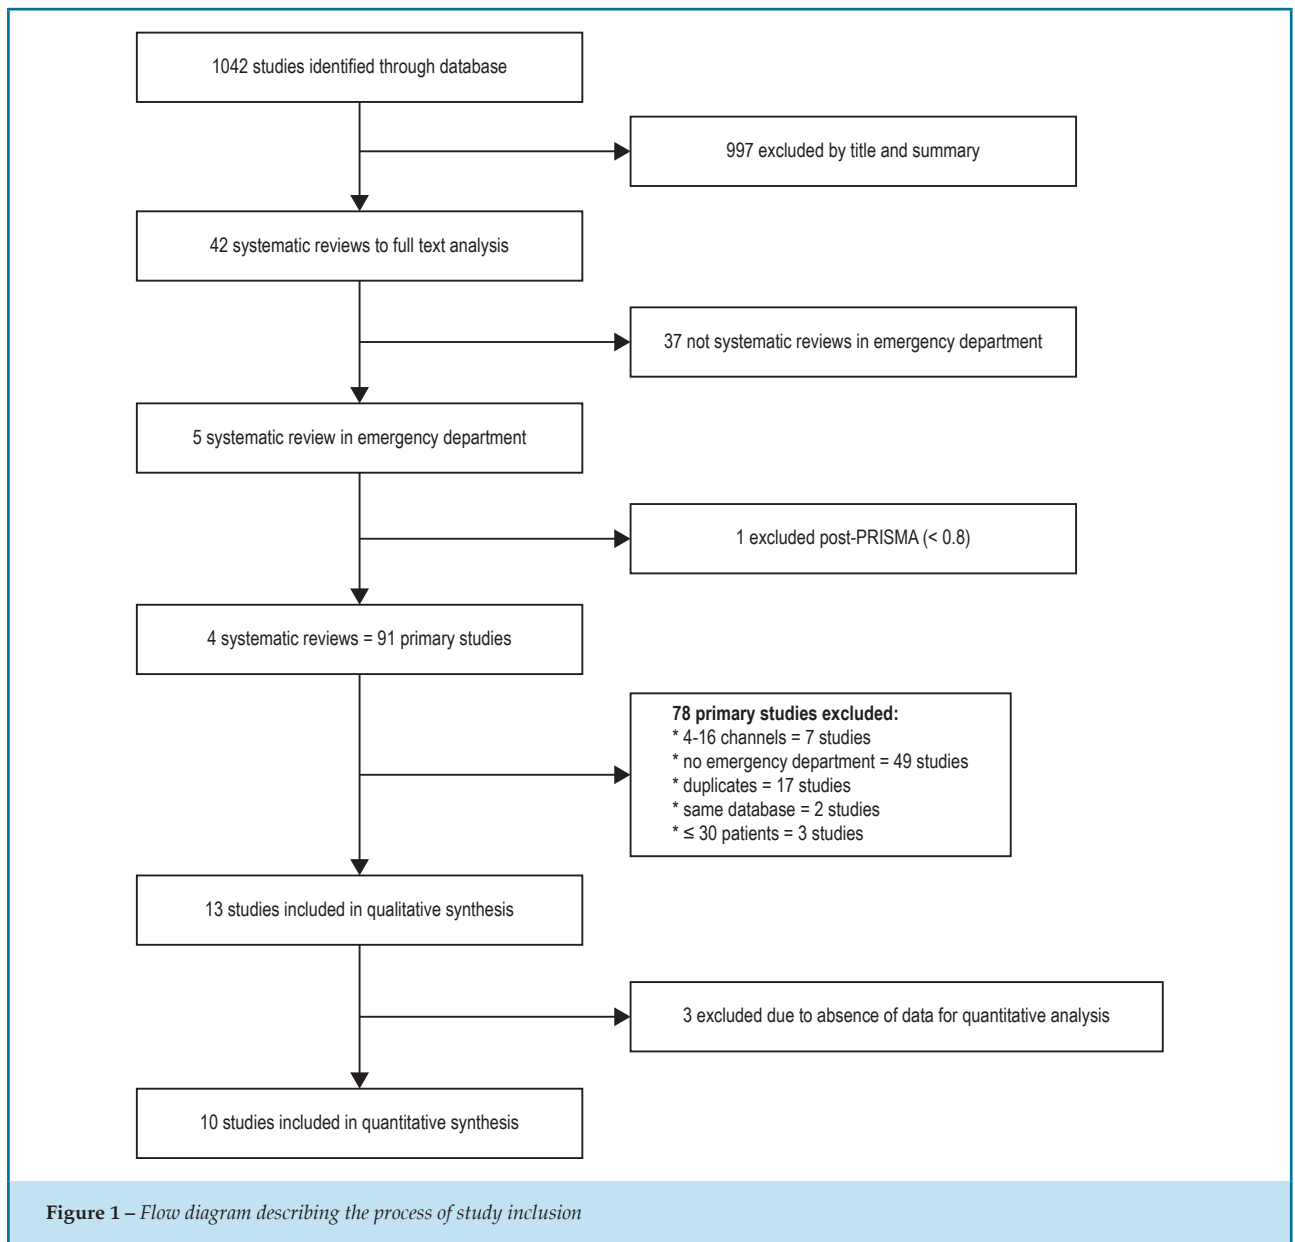 1042 studies identified through database
997 excluded by title and summary
42 systematic reviews to full text analysis
37 not systematic reviews in emergency department
5 systematic review in emergency department
1 excluded post-PRISMA (< 0.8)
4 systematic reviews = 91 primary studies
78 primary studies excluded:
* 4-16 channels = 7 studies
* no emergency department = 49 studies
* duplicates = 17 studies
* same database = 2 studies
* ≤ 30 patients = 3 studies
13 studies included in qualitative synthesis
3 excluded due to absence of data for quantitative analysis
10 studies included in quantitative synthesis
Figure 1 – Flow diagram describing the process of study inclusion